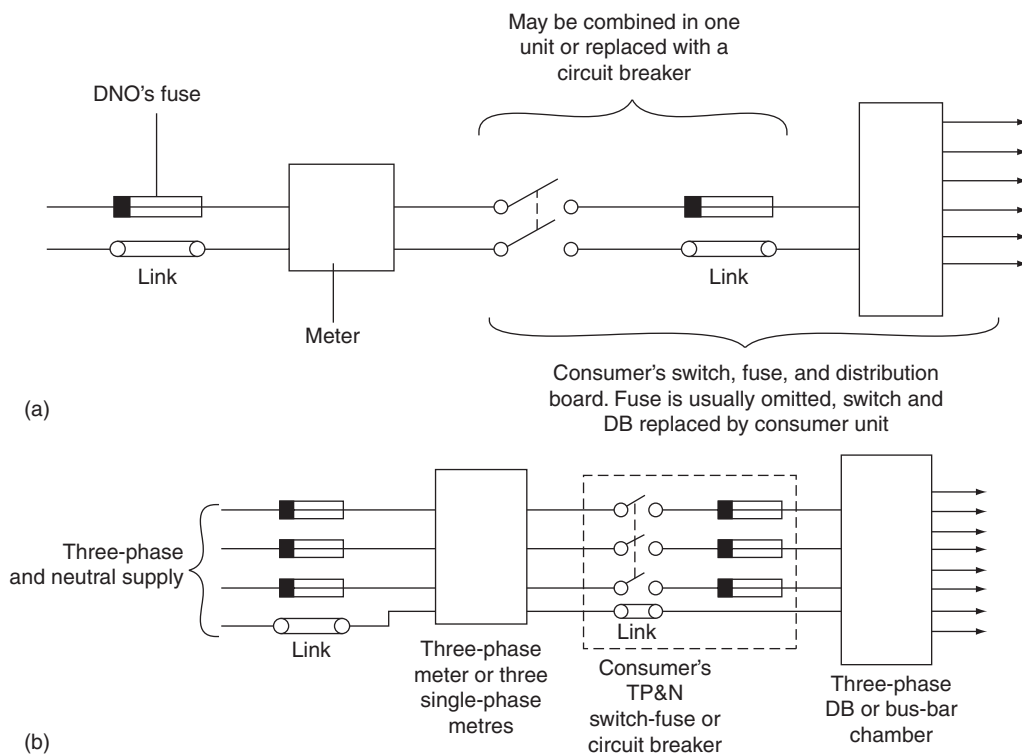 May be combined in one
unit or replaced with a
circuit breaker
DNO's fuse
Link
Meter
Link
Consumer's switch, fuse, and distribution
board. Fuse is usually omitted, switch and
DB replaced by consumer unit
(a)
Three-phase
and neutral supply
Link
Three-phase
meter or three
single-phase
metres
Link
Consumer's
TP&N
switch-fuse or
circuit breaker
Three-phase
DB or bus-bar
chamber
(b)